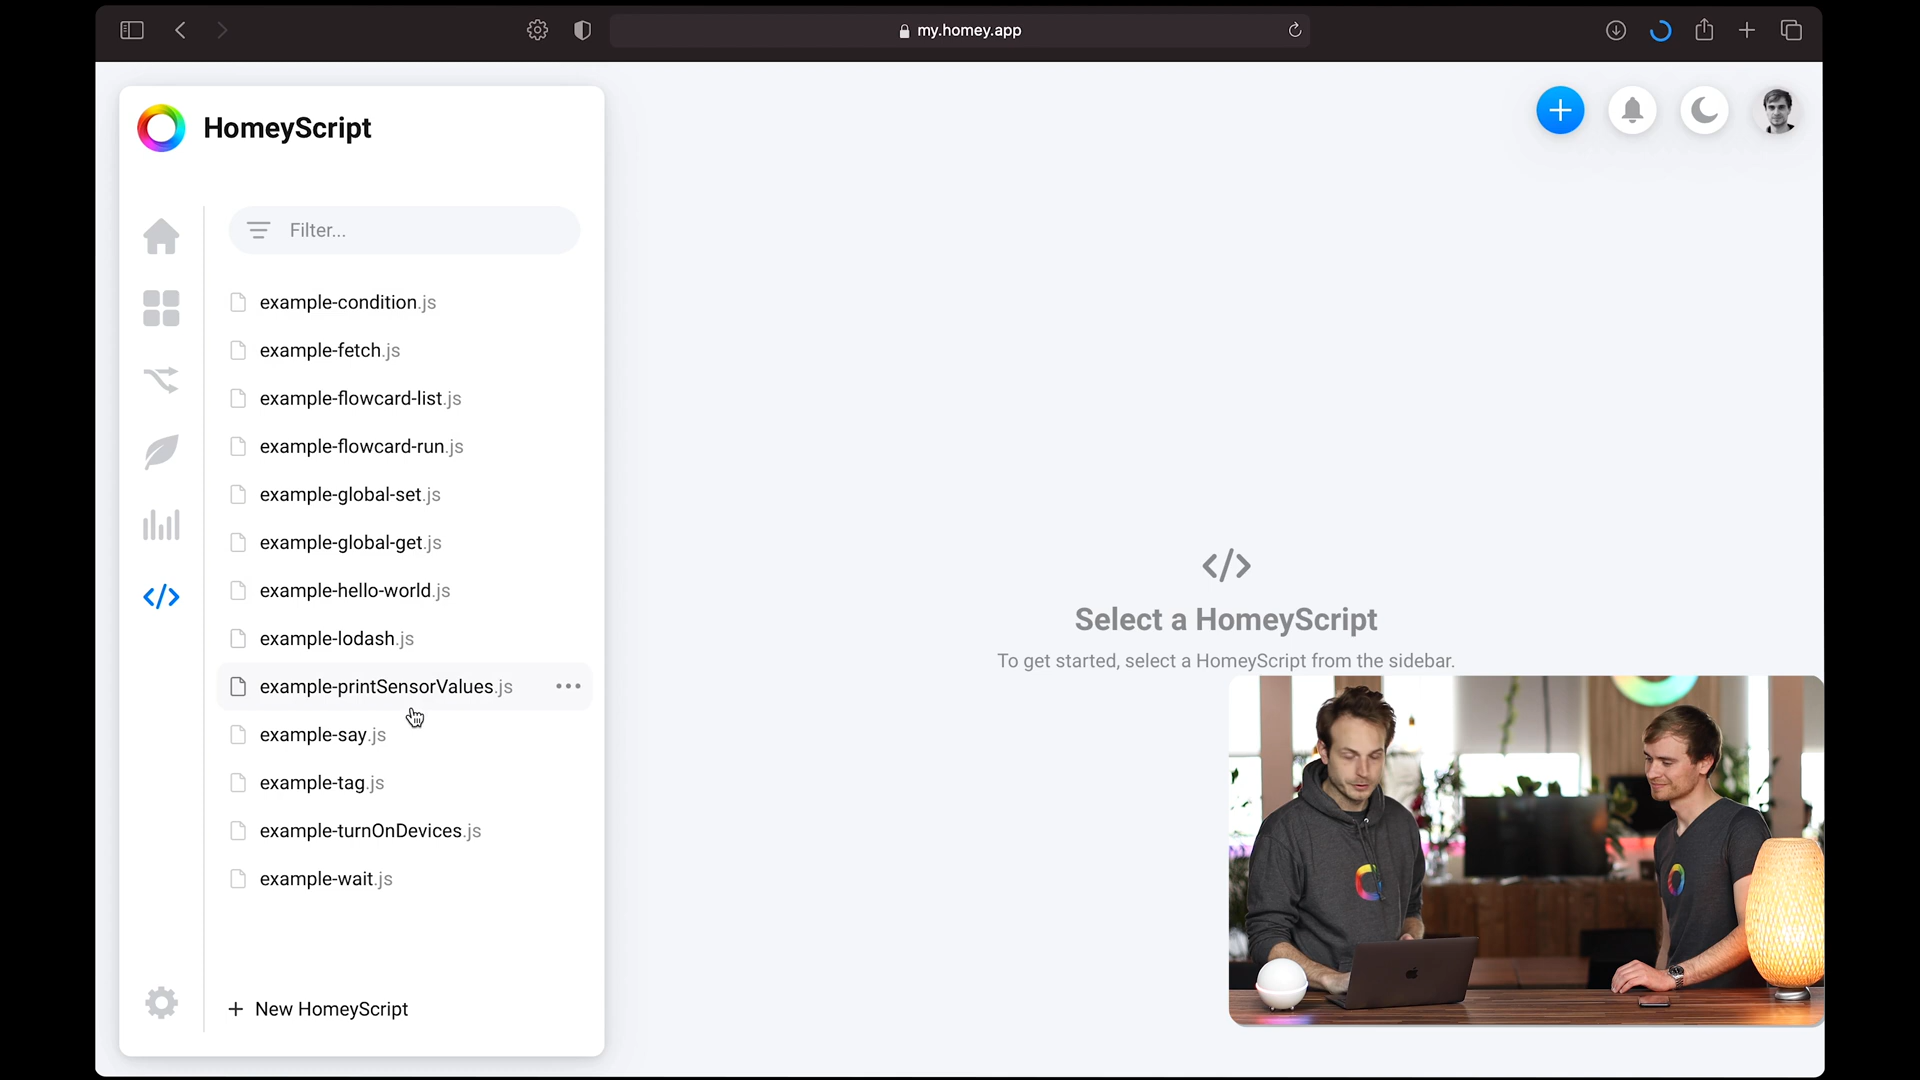 my.homey.app
HomeyScript
Filter...
example-condition.js
example-fetch.js
example-flowcard-list.js
example-flowcard-run.js
example-global-set.js
example-global-get.js
example-hello-world.js
example-lodash.js
example-printSensorValues.js
example-say.js
example-tag.js
example-turnOnDevices.js
example-wait.js
+ New HomeyScript
</>
Select a HomeyScript
To get started, select a HomeyScript from the sidebar.